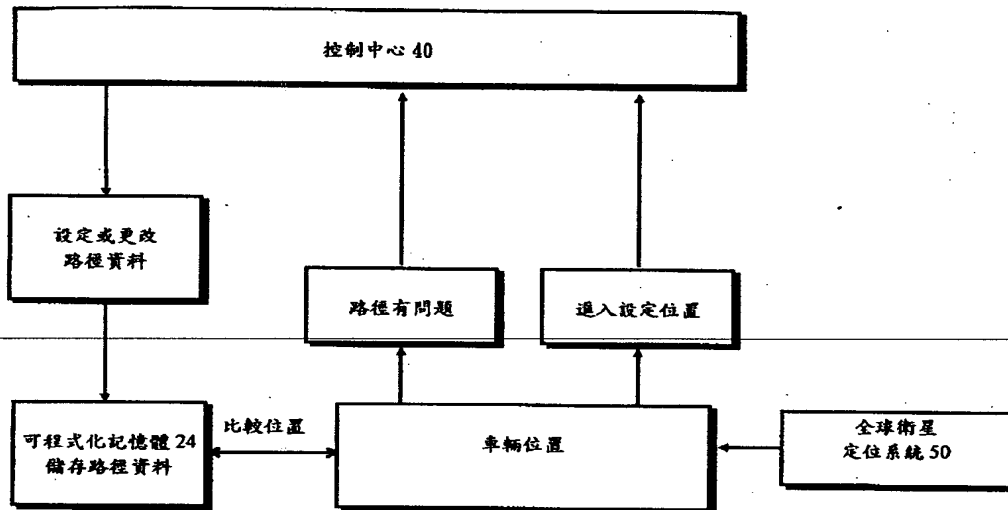 控制中心 40
設定或更改
路徑資料
路徑有問題
進入設定位置
可程式化記憶體 24
儲存路徑資料
比較位置
車輛位置
全球衛星
定位系統 50